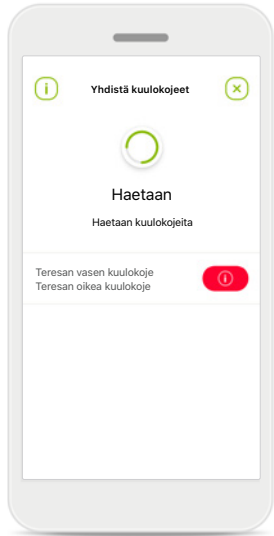 Yhdistä kuulokojeet
Haetaan
Haetaan kuulokojeita
Teresan vasen kuulokoje
Teresan oikea kuulokoje